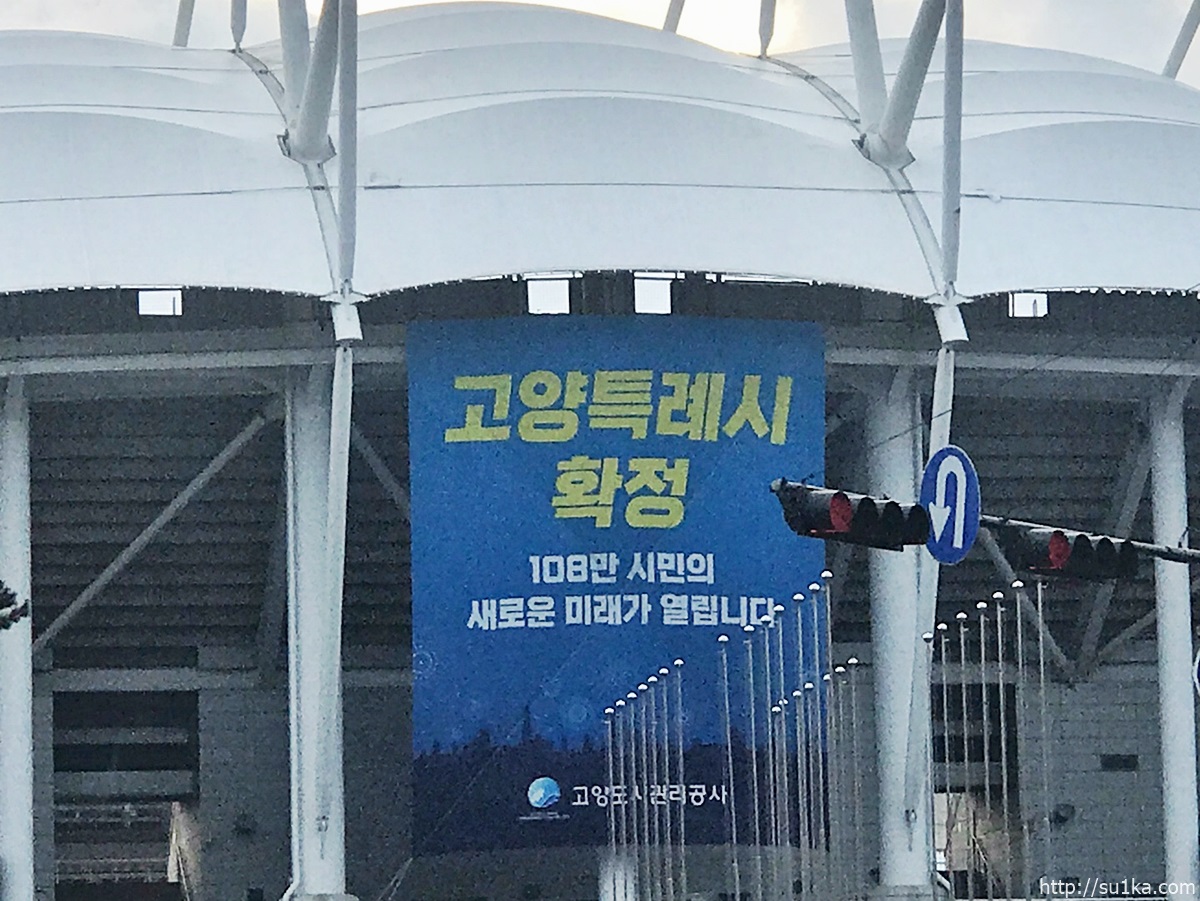 고양특례시
확정
108만 시민의
새로운 미래가 열립니다
고양도시관리공사
http://su1ka.com